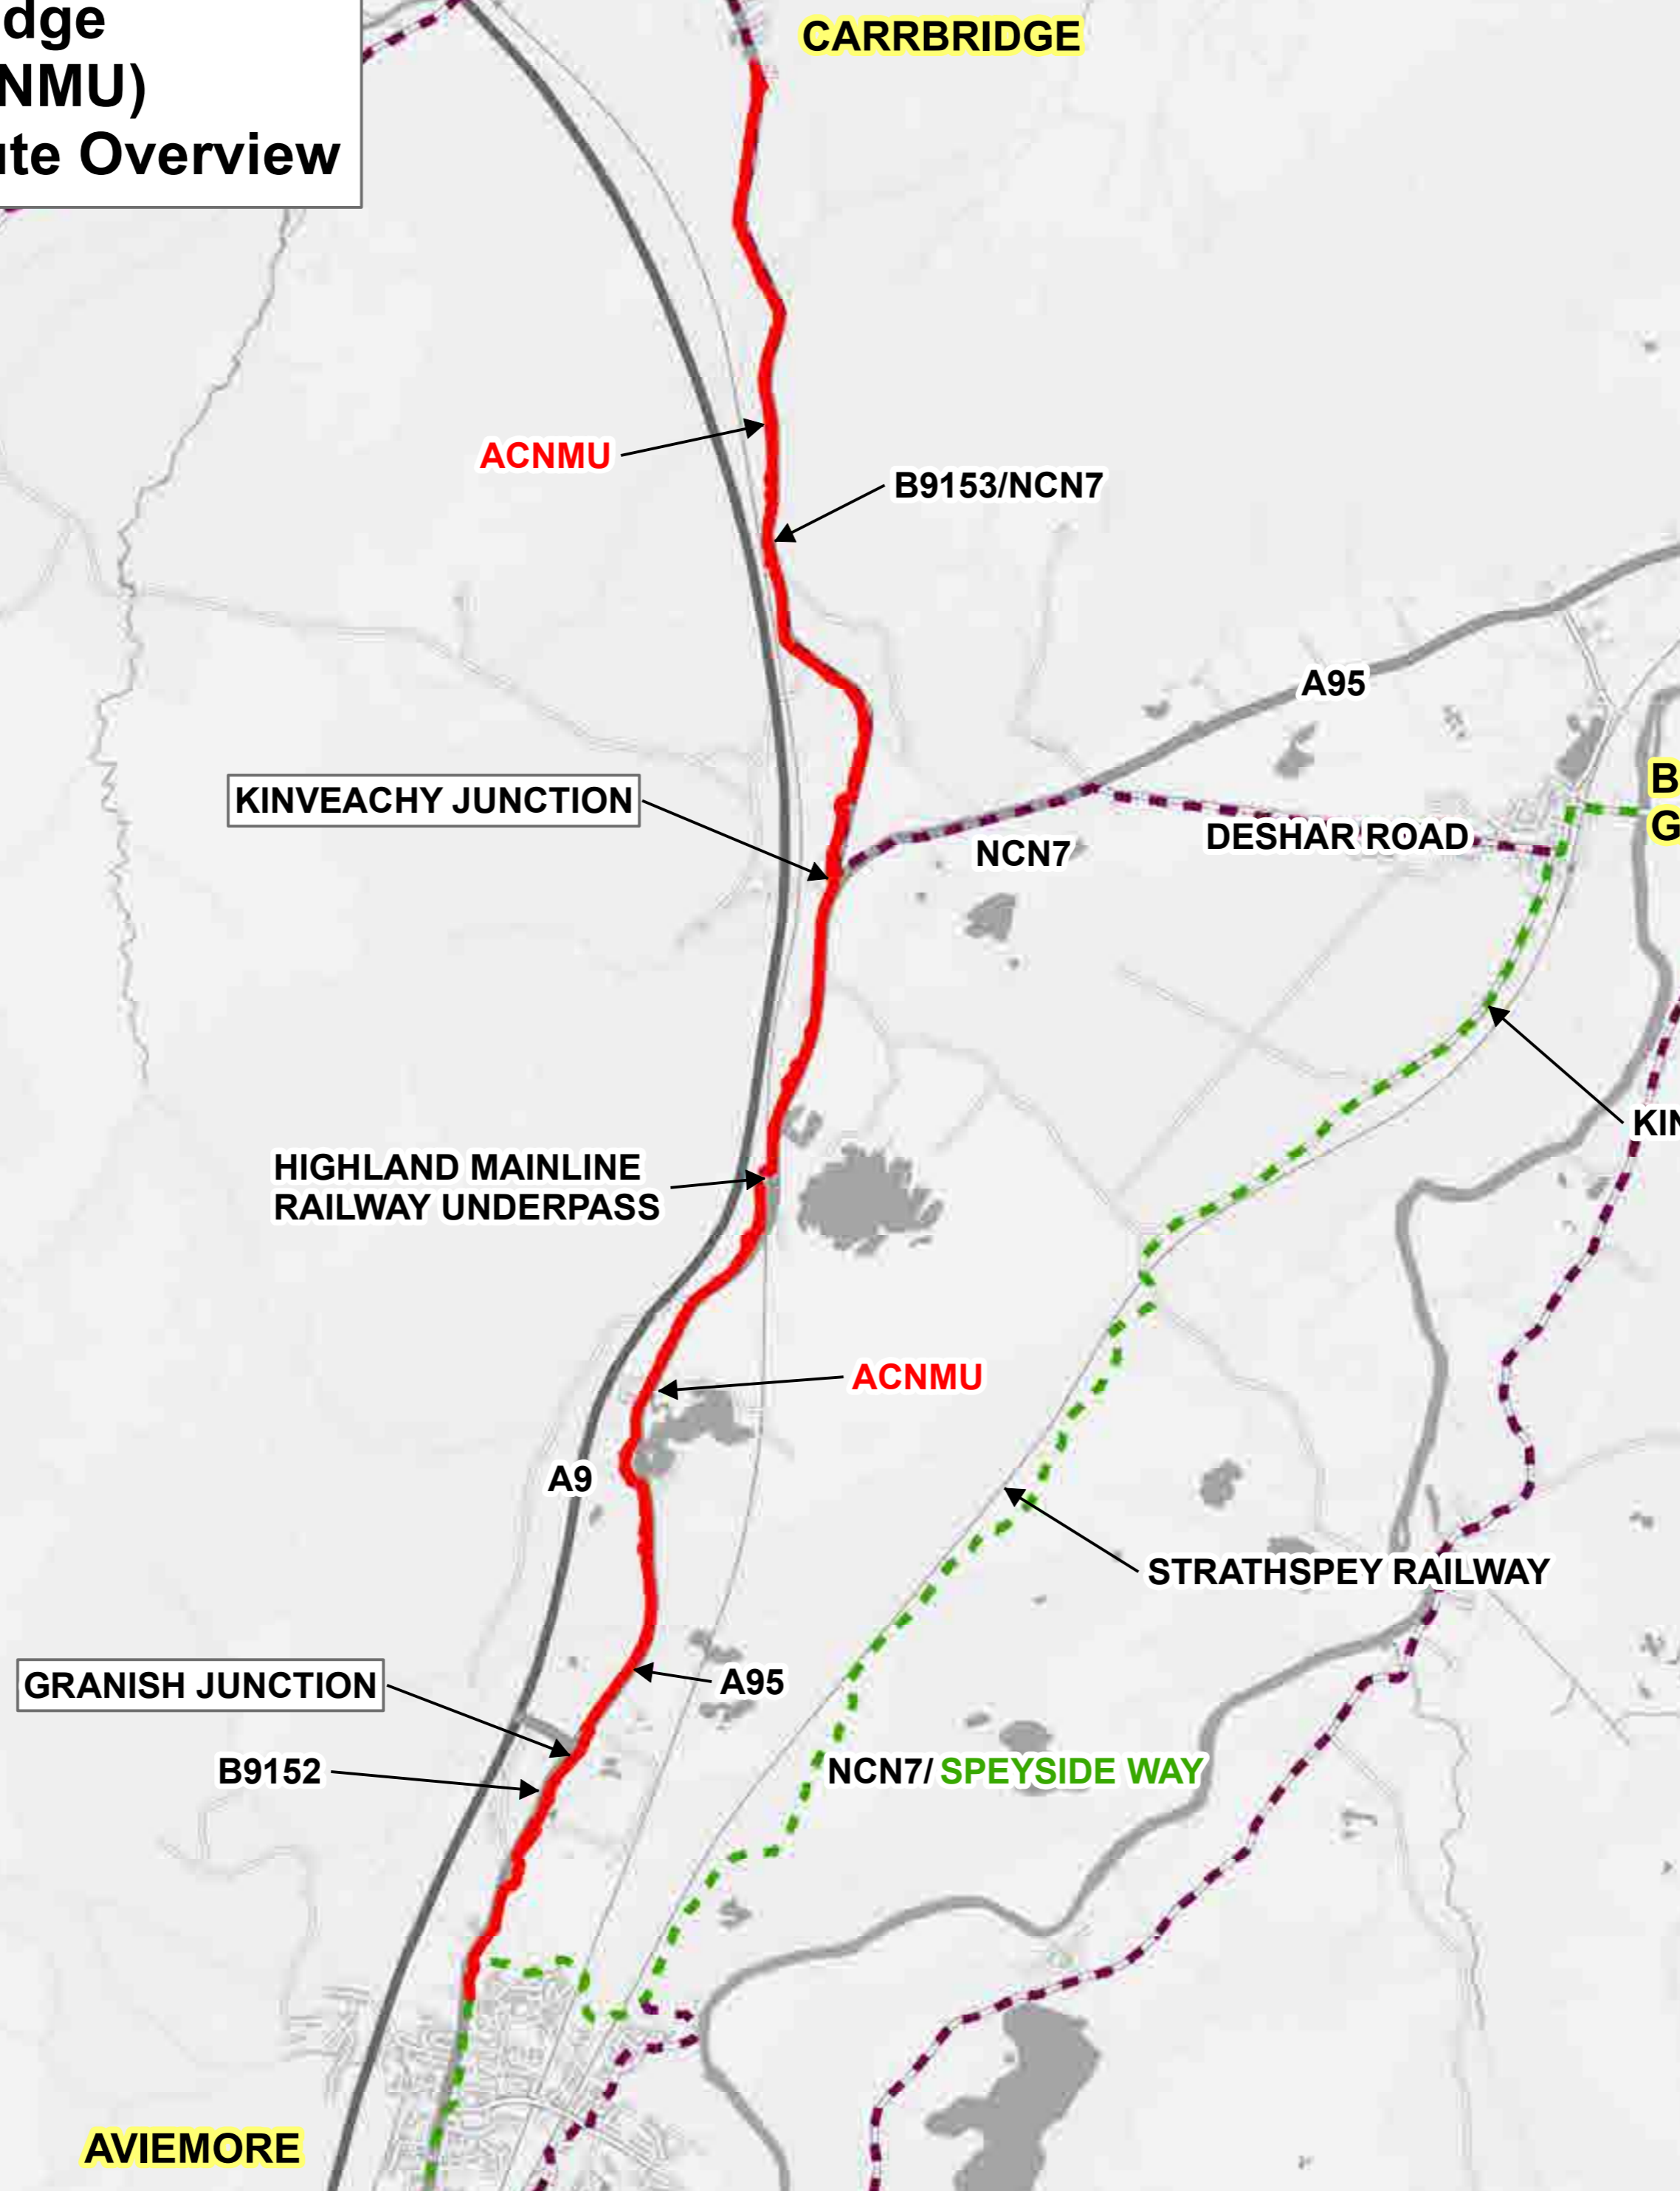 dge
NMU)
ute Overview
CARRBRIDGE
ACNMU
B9153/NCN7
A95
KINVEACHY JUNCTION
B
G
NCN7
DESHAR ROAD
KIN
HIGHLAND MAINLINE
RAILWAY UNDERPASS
ACNMU
A9
STRATHSPEY RAILWAY
GRANISH JUNCTION
A95
B9152
NCN7/ SPEYSIDE WAY
AVIEMORE